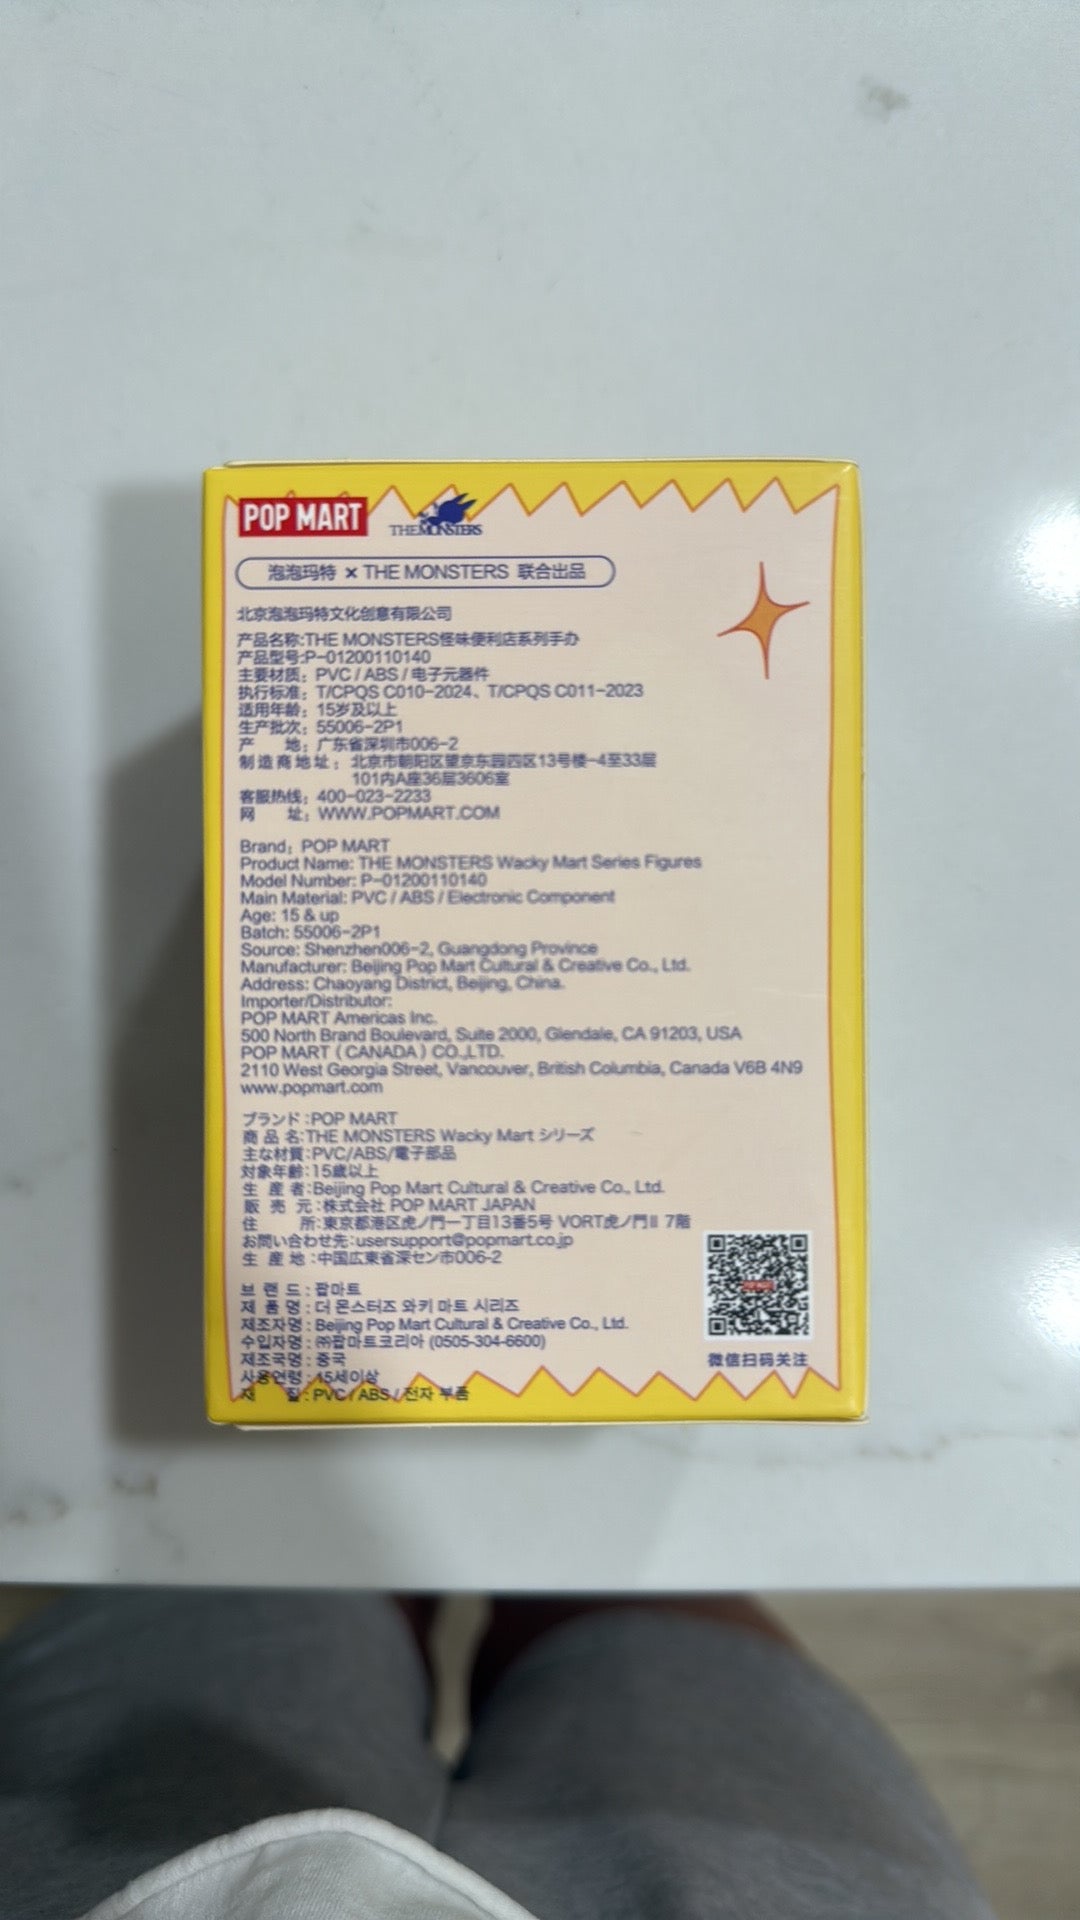 POP MART
THE MONSTERS
泡泡玛特 × THE MONSTERS 联合出品
北京泡泡玛特文化创意有限公司
产品名称:THE MONSTERS怪味便利店系列手办
产品型号:P-01200110140
主要材质：PVC / ABS / 电子元器件
执行标准：T/CPQS C010-2024、T/CPQS C011-2023
适用年龄：15岁及以上
生产批次：55006-2P1
产 地：广东省深圳市006-2
制造商地址：北京市朝阳区望京东园四区13号楼-4至33层
101内A座36层3606室
客服热线：400-023-2233
网 址：WWW.POPMART.COM
Brand：POP MART
Product Name: THE MONSTERS Wacky Mart Series Figures
Model Number: P-01200110140
Main Material: PVC / ABS / Electronic Component
Age: 15 & up
Batch: 55006-2P1
Source: Shenzhen006-2, Guangdong Province
Manufacturer: Beijing Pop Mart Cultural & Creative Co., Ltd.
Address: Chaoyang District, Beijing, China.
Importer/Distributor:
POP MART Americas Inc.
500 North Brand Boulevard, Suite 2000, Glendale, CA 91203, USA
POP MART ( CANADA ) CO.,LTD.
2110 West Georgia Street, Vancouver, British Columbia, Canada V6B 4N9
www.popmart.com
ブランド:POP MART
商 品 名:THE MONSTERS Wacky Mart シリーズ
主な材質:PVC/ABS/電子部品
対象年齢:15歳以上
生 産 者:Beijing Pop Mart Cultural & Creative Co., Ltd.
販 売 元:株式会社 POP MART JAPAN
住 所:東京都港区虎ノ門一丁目13番5号 VORT虎ノ門Ⅱ 7階
お問い合わせ先:usersupport@popmart.co.jp
生 産 地:中国広東省深セン市006-2
브 랜 드 : 팝마트
제 품 명 : 더 몬스터즈 와키 마트 시리즈
제조자명 : Beijing Pop Mart Cultural & Creative Co., Ltd.
수입자명 : ㈜팝마트코리아 (0505-304-6600)
제조국명 : 중국
사용연령 : 15세이상
재 질 : PVC / ABS / 전자 부품
POP MART
微信扫码关注